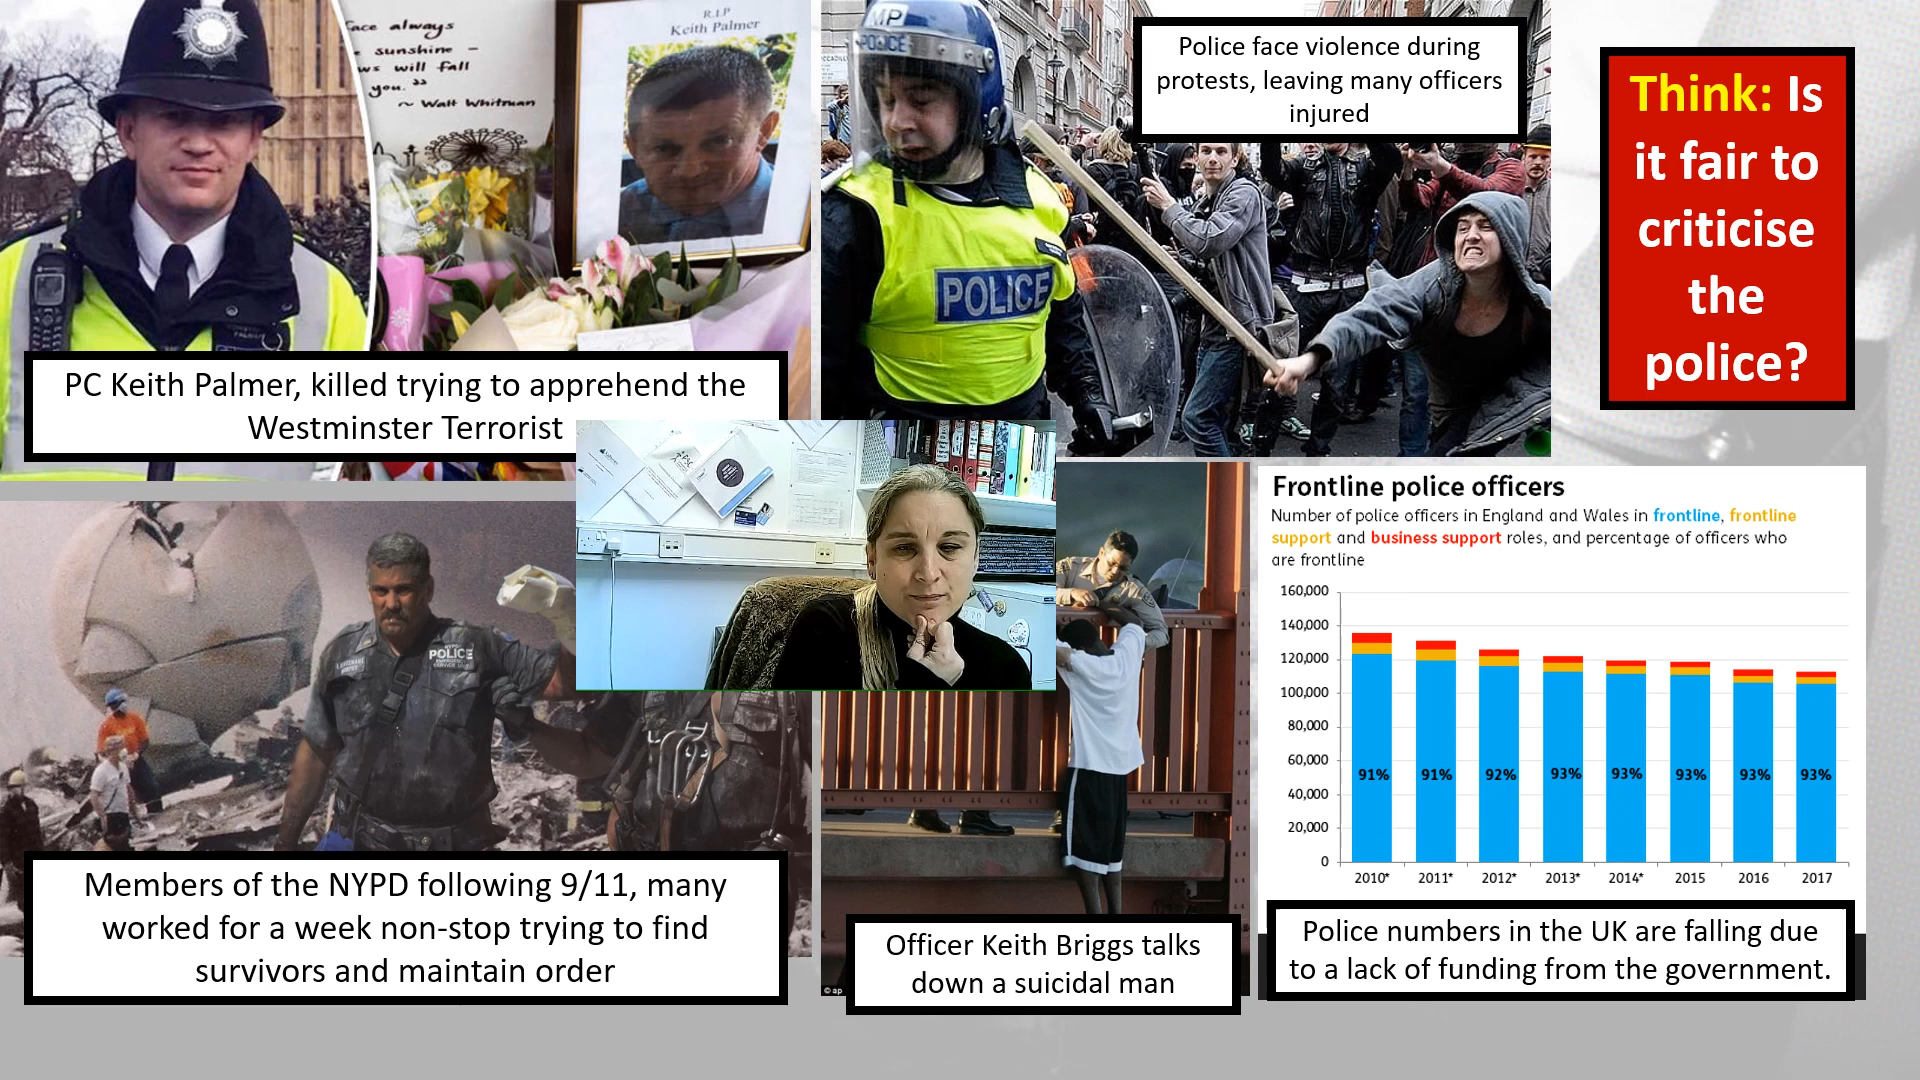 ace always
sunshine –
ws will fall
you. ”
~ Walt Whitman
R.I.P
Keith Palmer
PC Keith Palmer, killed trying to apprehend the
Westminster Terrorist
MP
POLICE
POLICE
Police face violence during
protests, leaving many officers
injured
Think: Is
it fair to
criticise
the
police?
POLICE
Members of the NYPD following 9/11, many
worked for a week non-stop trying to find
survivors and maintain order
© ap
Officer Keith Briggs talks
down a suicidal man
Frontline police officers
Number of police officers in England and Wales in frontline, frontline
support and business support roles, and percentage of officers who
are frontline
160,000
140,000
120,000
100,000
80,000
60,000
40,000
20,000
0
91% 91% 92% 93% 93% 93% 93% 93%
2010* 2011* 2012* 2013* 2014* 2015 2016 2017
Police numbers in the UK are falling due
to a lack of funding from the government.